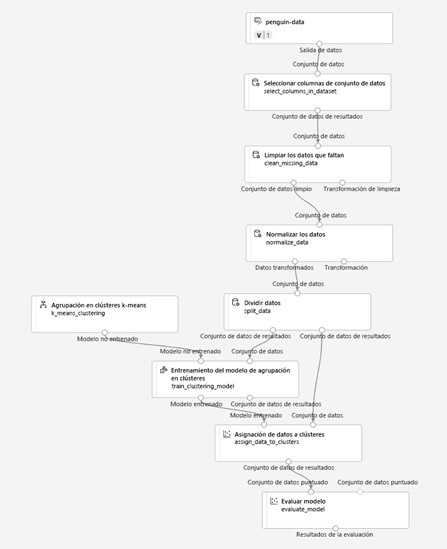 penguin-data
V 1
Salida de datos
Conjunto de datos
Seleccionar columnas de conjunto de datos
select_columns_in_dataset
Conjunto de datos de resultados
Conjunto de datos
Limpiar los datos que faltan
clean_missing_data
Conjunto de datos limpio Transformación de limpieza
Conjunto de datos
Normalizar los datos
normalize_data
Datos transformados Transformación
Conjunto de datos
Agrupación en clústeres k-means
k_means_clustering
Modelo no entrenado
Dividir datos
split_data
Conjunto de datos de resultados Conjunto de datos de resultados
Modelo no entrenado Conjunto de datos
Entrenamiento del modelo de agrupación
en clústeres
train_clustering_model
Modelo entrenado Conjunto de datos de resultados
Modelo entrenado Conjunto de datos
Asignación de datos a clústeres
assign_data_to_clusters
Conjunto de datos de resultados
Conjunto de datos puntuado Conjunto de datos puntuado
Evaluar modelo
evaluate_model
Resultados de la evaluación